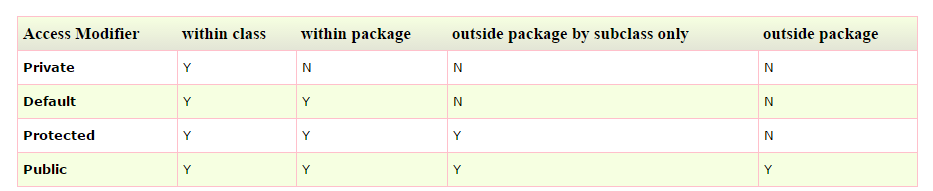 Access Modifier within class within package outside package by subclass only outside package
Private Y N N N
Default Y Y N N
Protected Y Y Y N
Public Y Y Y Y